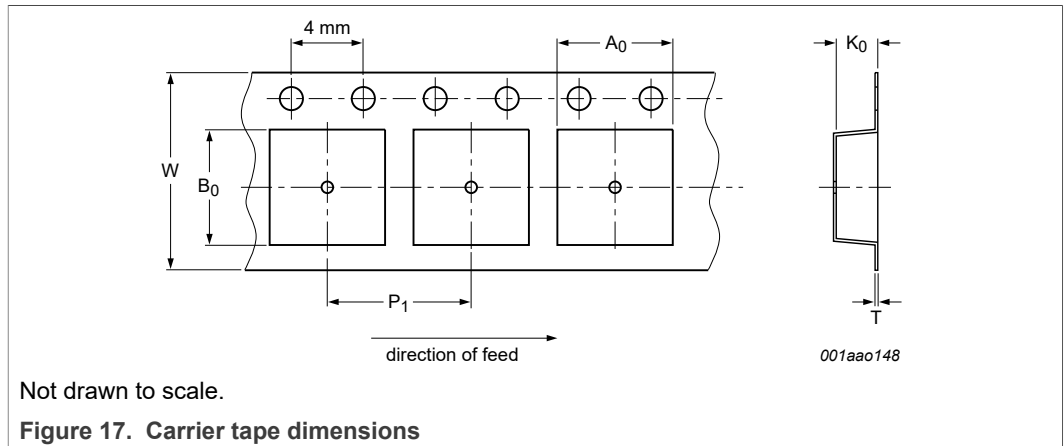 4 mm
A0
K0
W
B0
P1
T
direction of feed
001aao148
Not drawn to scale.
Figure 17. Carrier tape dimensions